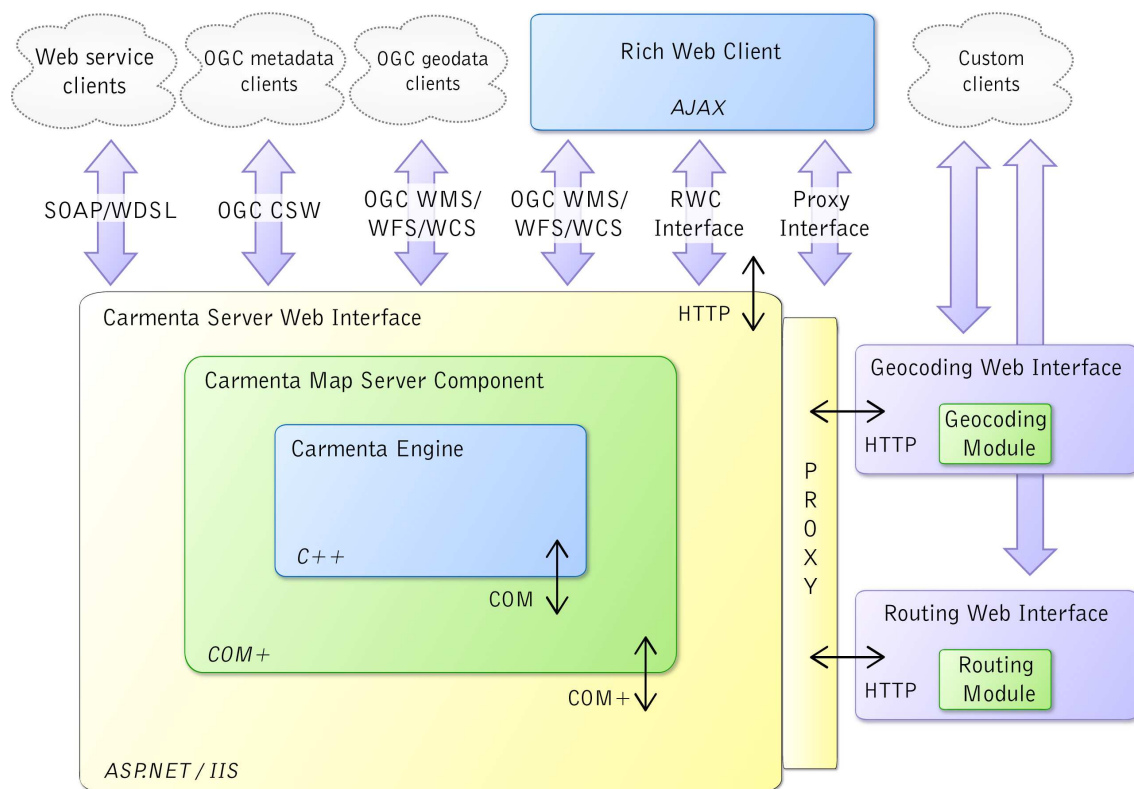 Web service
clients
OGC metadata
clients
OGC geodata
clients
Rich Web Client
AJAX
Custom
clients
SOAP/WDSL
OGC CSW
OGC WMS/
WFS/WCS
OGC WMS/
WFS/WCS
RWC
Interface
Proxy
Interface
HTTP
Carmenta Server Web Interface
Carmenta Map Server Component
Carmenta Engine
C++
COM
COM+
COM+
ASP.NET / IIS
PROXY
Geocoding Web Interface
Geocoding
Module
HTTP
Routing Web Interface
Routing
Module
HTTP